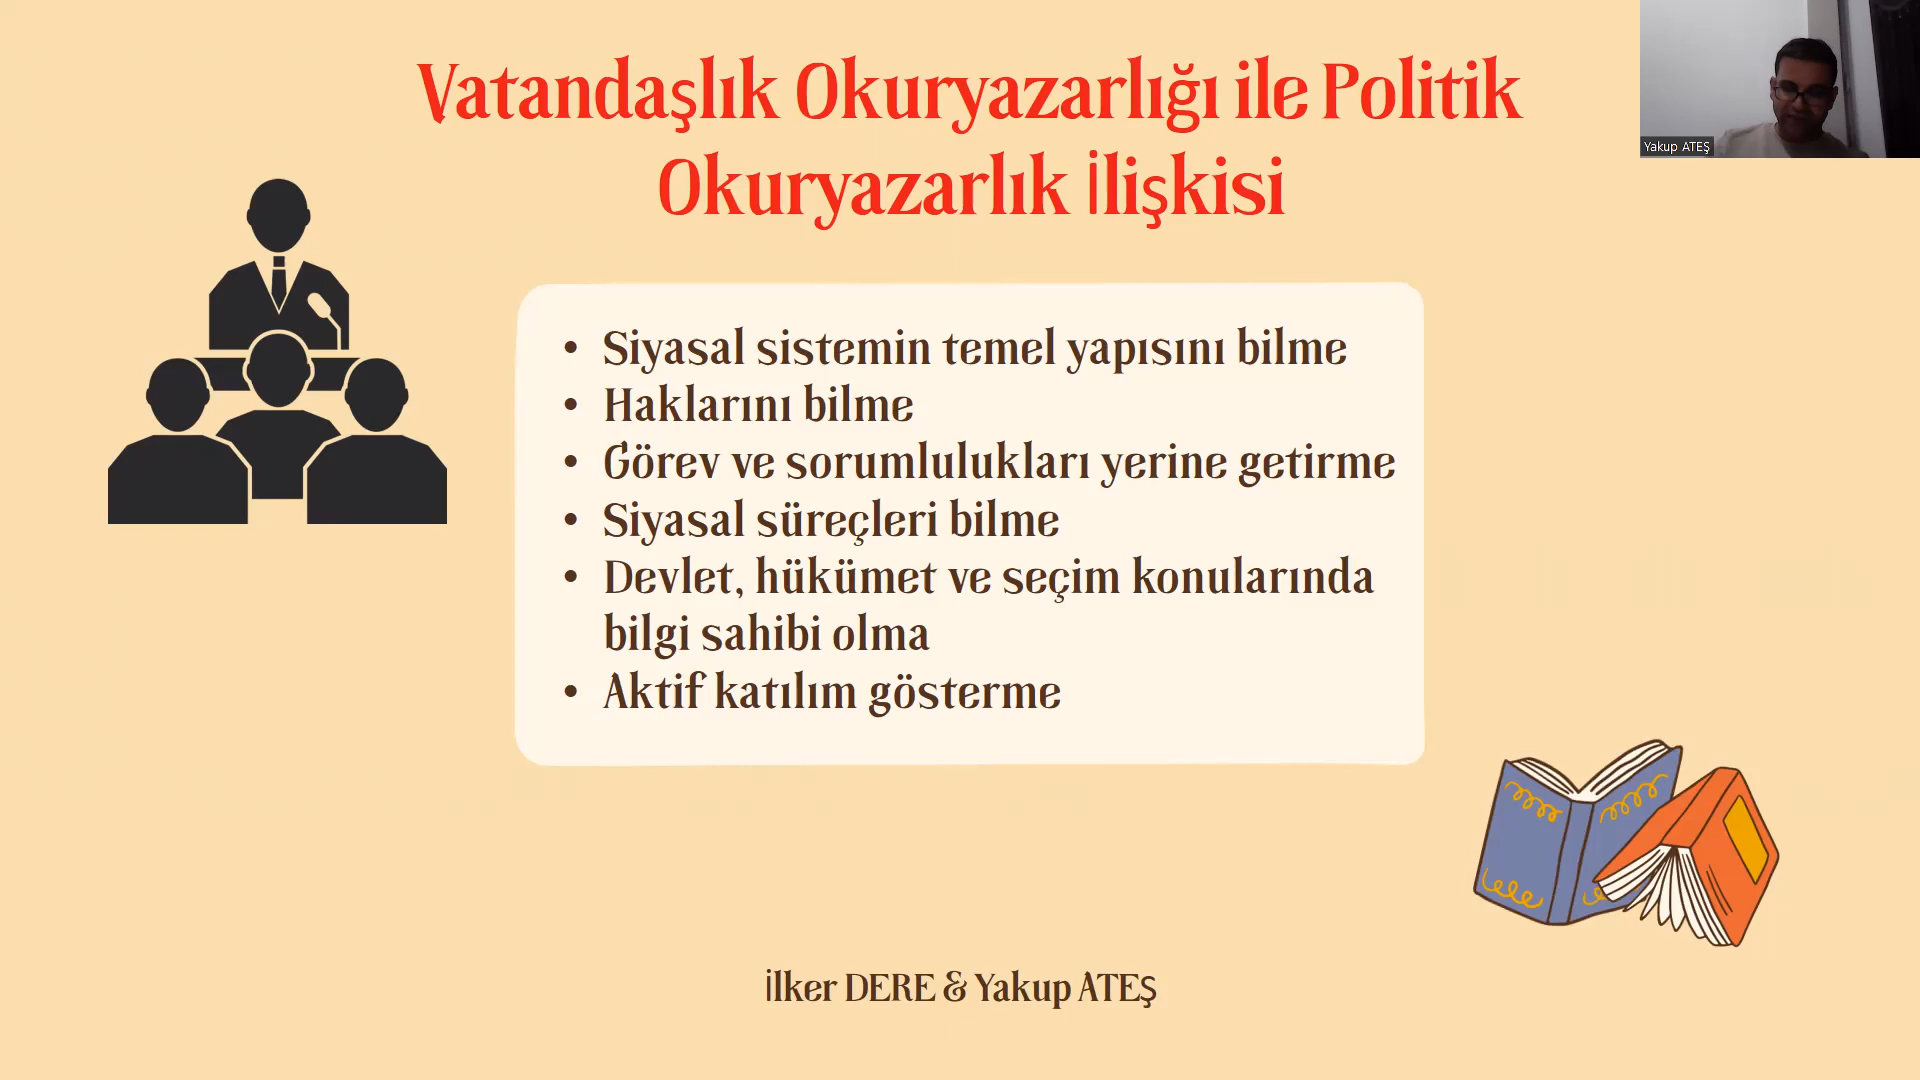 Vatandaşlık Okuryazarlığı ile Politik
Okuryazarlık İlişkisi
Yakup ATEŞ
• Siyasal sistemin temel yapısını bilme
• Haklarını bilme
• Görev ve sorumlulukları yerine getirme
• Siyasal süreçleri bilme
• Devlet, hükümet ve seçim konularında
bilgi sahibi olma
• Aktif katılım gösterme
İlker DERE & Yakup ATEŞ